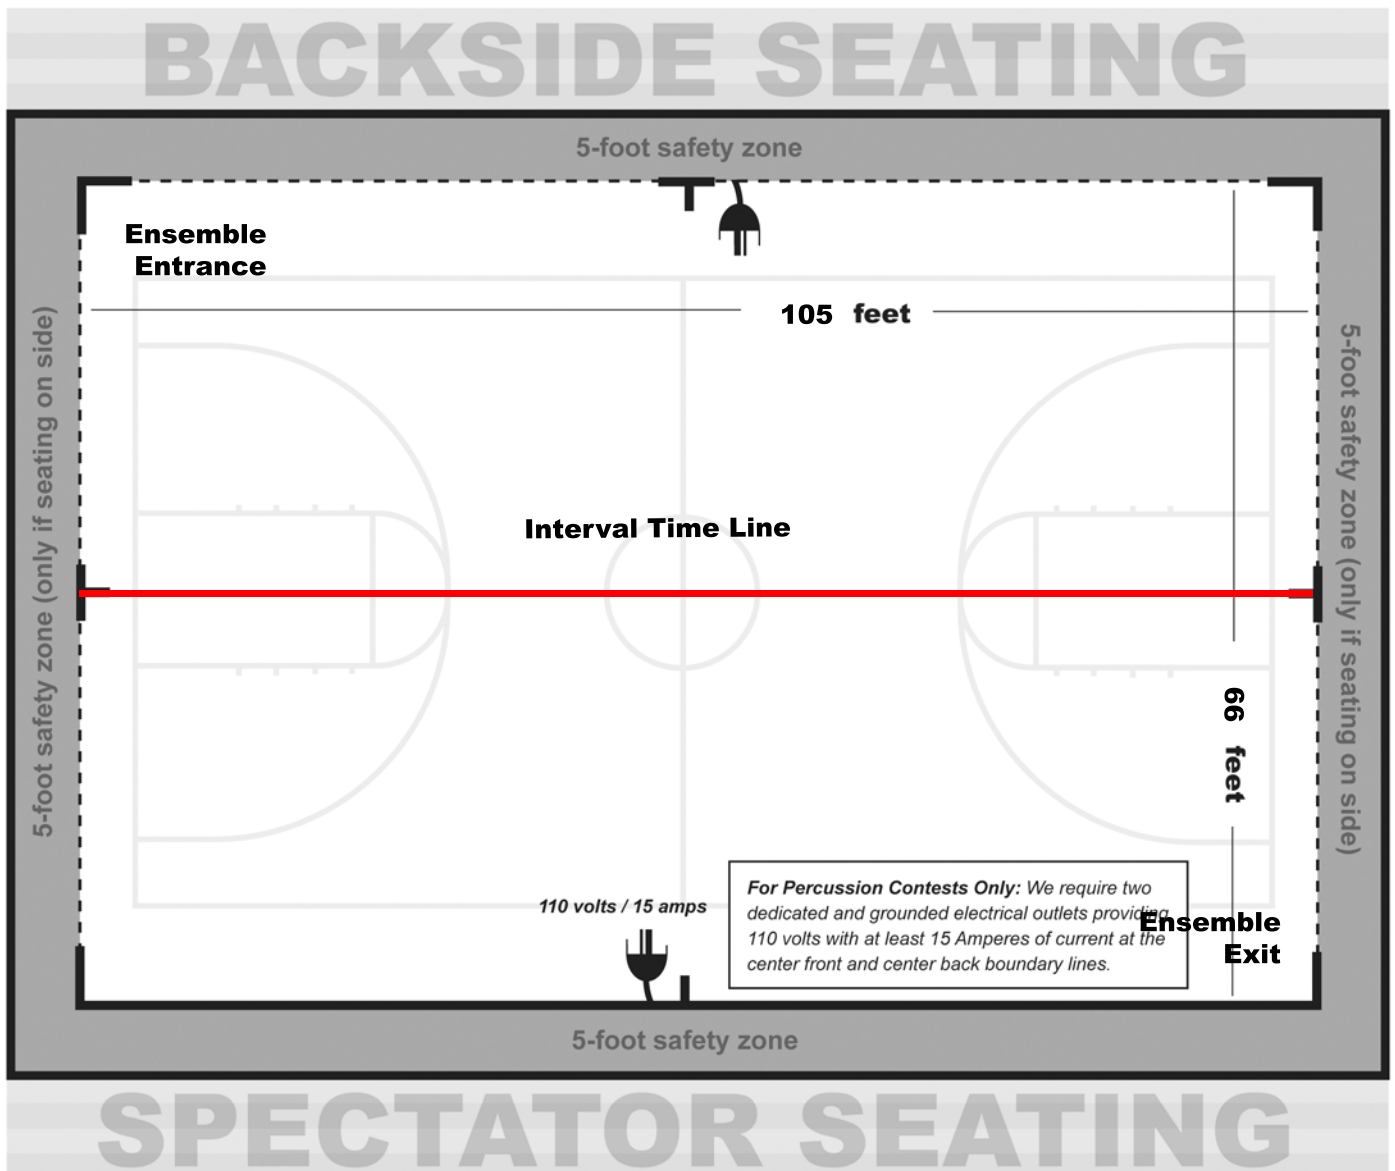 BACKSIDE SEATING
5-foot safety zone
Ensemble
Entrance
105 feet
5-foot safety zone (only if seating on side)
5-foot safety zone (only if seating on side)
Interval Time Line
66 feet
110 volts / 15 amps
For Percussion Contests Only: We require two
dedicated and grounded electrical outlets providing
110 volts with at least 15 Amperes of current at the
center front and center back boundary lines.
Ensemble
Exit
5-foot safety zone
SPECTATOR SEATING